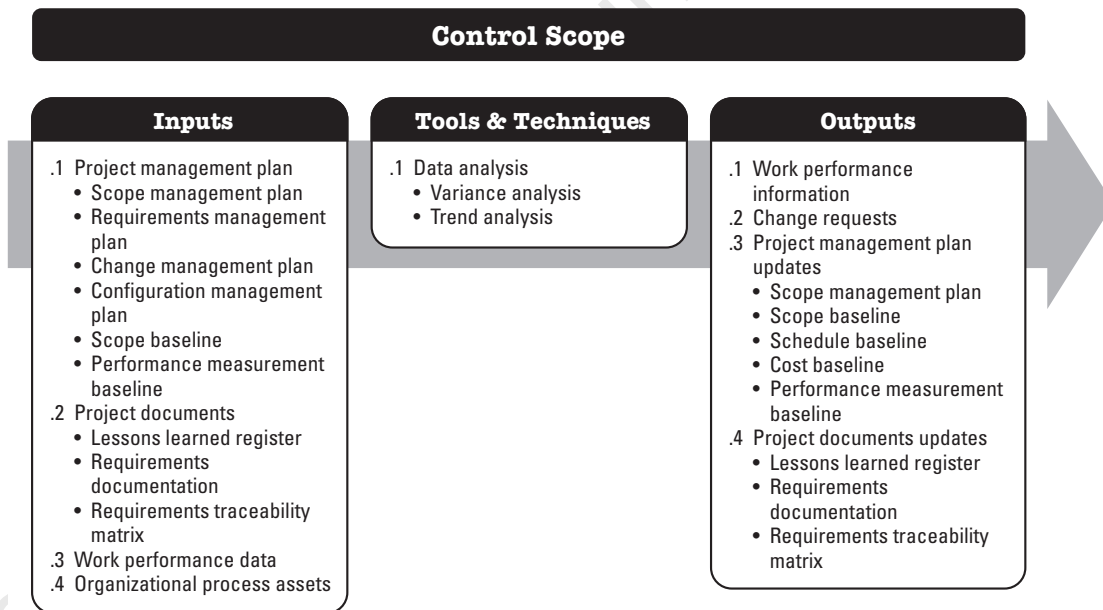 Control Scope
Inputs
.1 Project management plan
• Scope management plan
• Requirements management
plan
• Change management plan
• Configuration management
plan
• Scope baseline
• Performance measurement
baseline
.2 Project documents
• Lessons learned register
• Requirements
documentation
• Requirements traceability
matrix
.3 Work performance data
.4 Organizational process assets
Tools & Techniques
.1 Data analysis
• Variance analysis
• Trend analysis
Outputs
.1 Work performance
information
.2 Change requests
.3 Project management plan
updates
• Scope management plan
• Scope baseline
• Schedule baseline
• Cost baseline
• Performance measurement
baseline
.4 Project documents updates
• Lessons learned register
• Requirements
documentation
• Requirements traceability
matrix